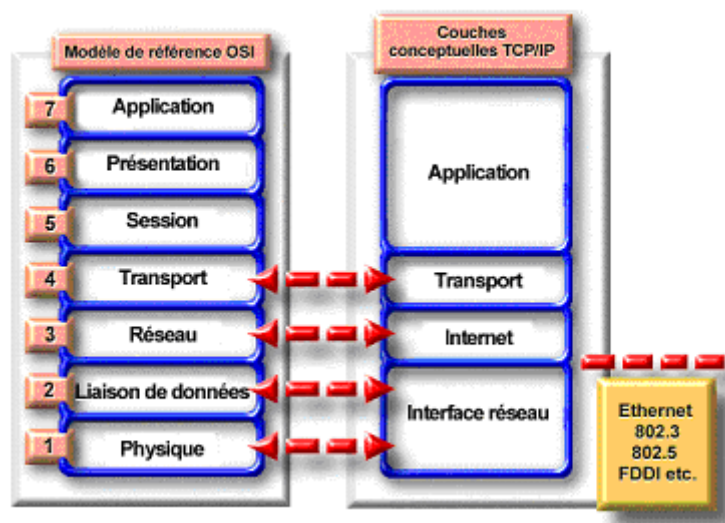 Modèle de référence OSI
7
Application
6
Présentation
5
Session
4
Transport
3
Réseau
2
Liaison de données
1
Physique
Couches
conceptuelles TCP/IP
Application
Transport
Internet
Interface réseau
Ethernet
802.3
802.5
FDDI etc.